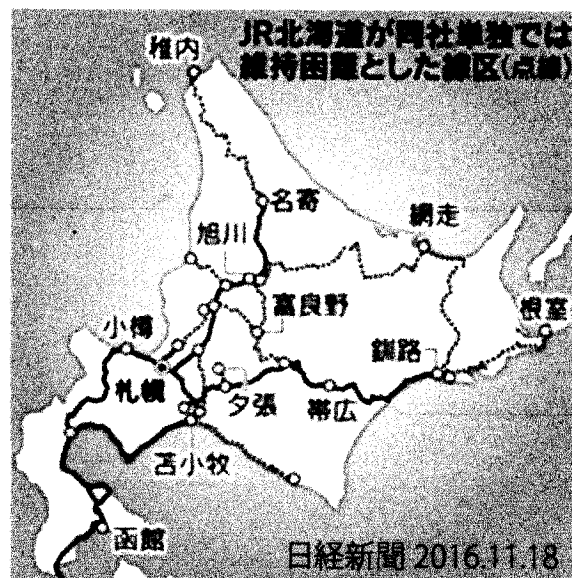 JR北海道が同社単独では
維持困難とした線区(点線)
稚内
名寄
旭川
網走
富良野
根室
小樽
釧路
札幌
夕張
帯広
苫小牧
函館
日経新聞 2016.11.18